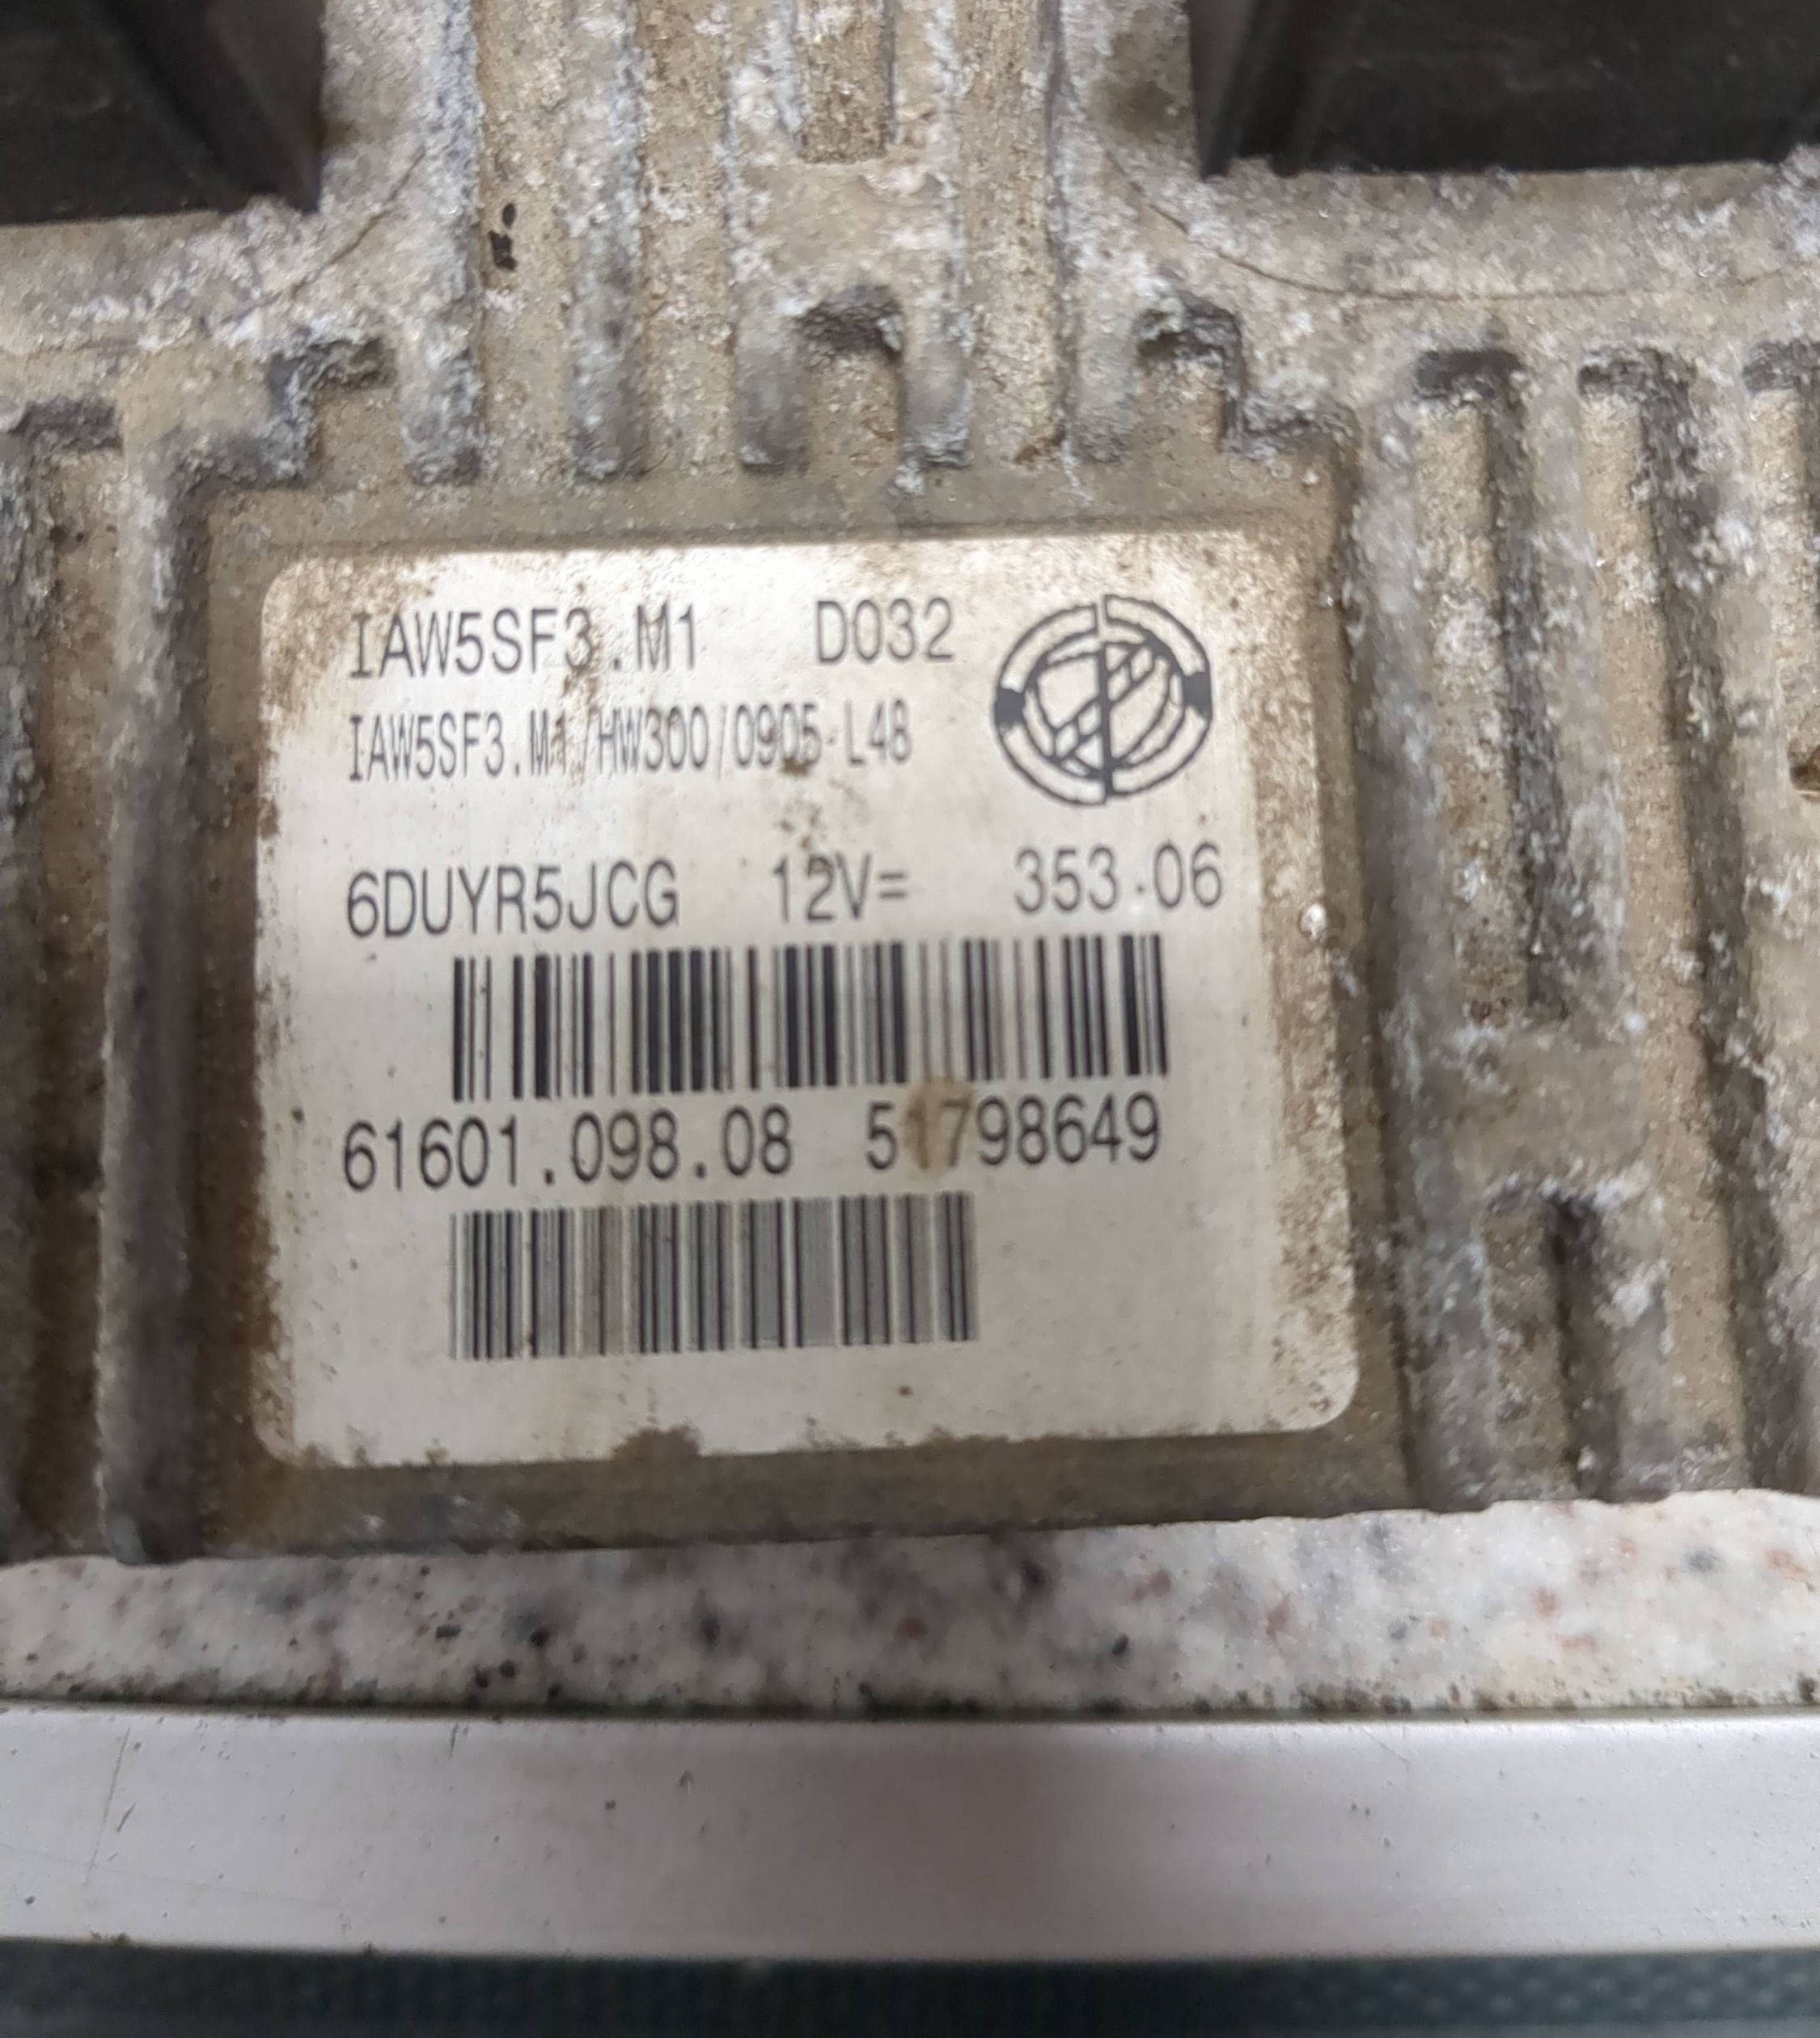 IAW5SF3.M1 D032
IAW5SF3.M1/HW300/0905-L48
6DUYR5JCG 12V= 353.06
61601.098.08 51798649